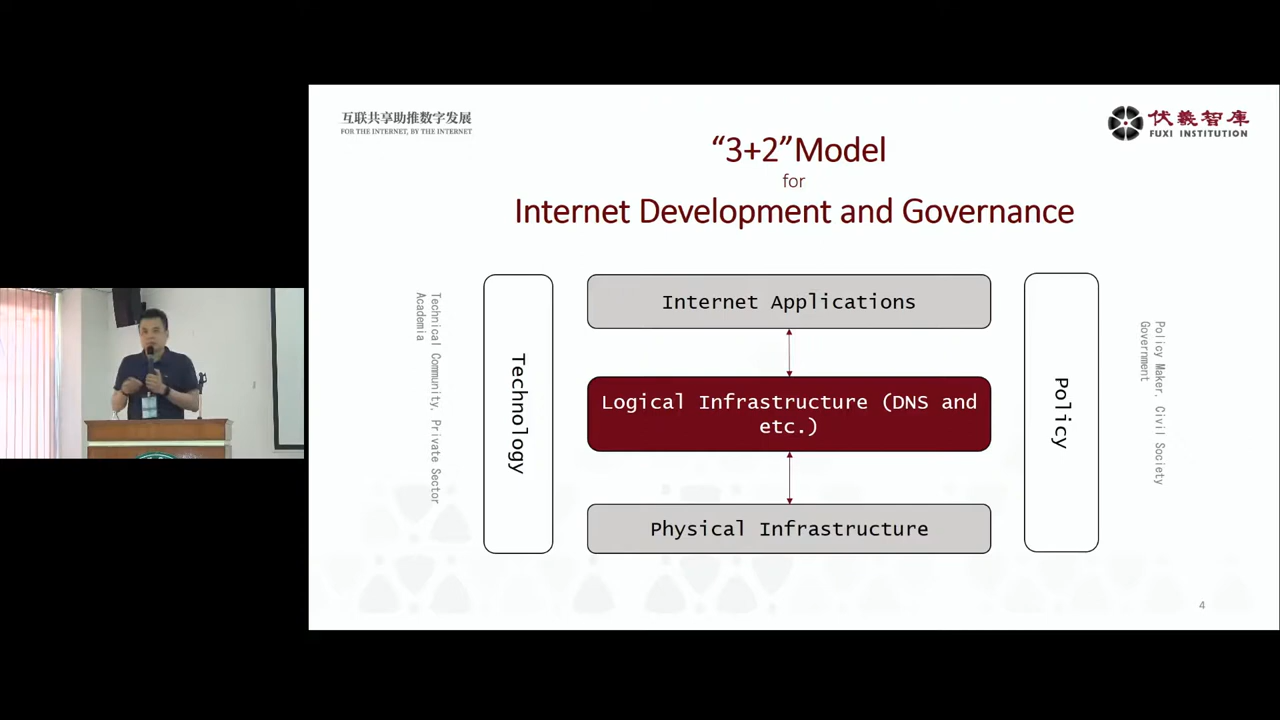 互联共享助推数字发展
FOR THE INTERNET, BY THE INTERNET
伏羲智庫
FUXI INSTITUTION
“3+2”Model
for
Internet Development and Governance
Technical Community, Private Sector
Academia
Technology
Internet Applications
Logical Infrastructure (DNS and
etc.)
Physical Infrastructure
Policy
Policy Maker, Civil Society
Government
4